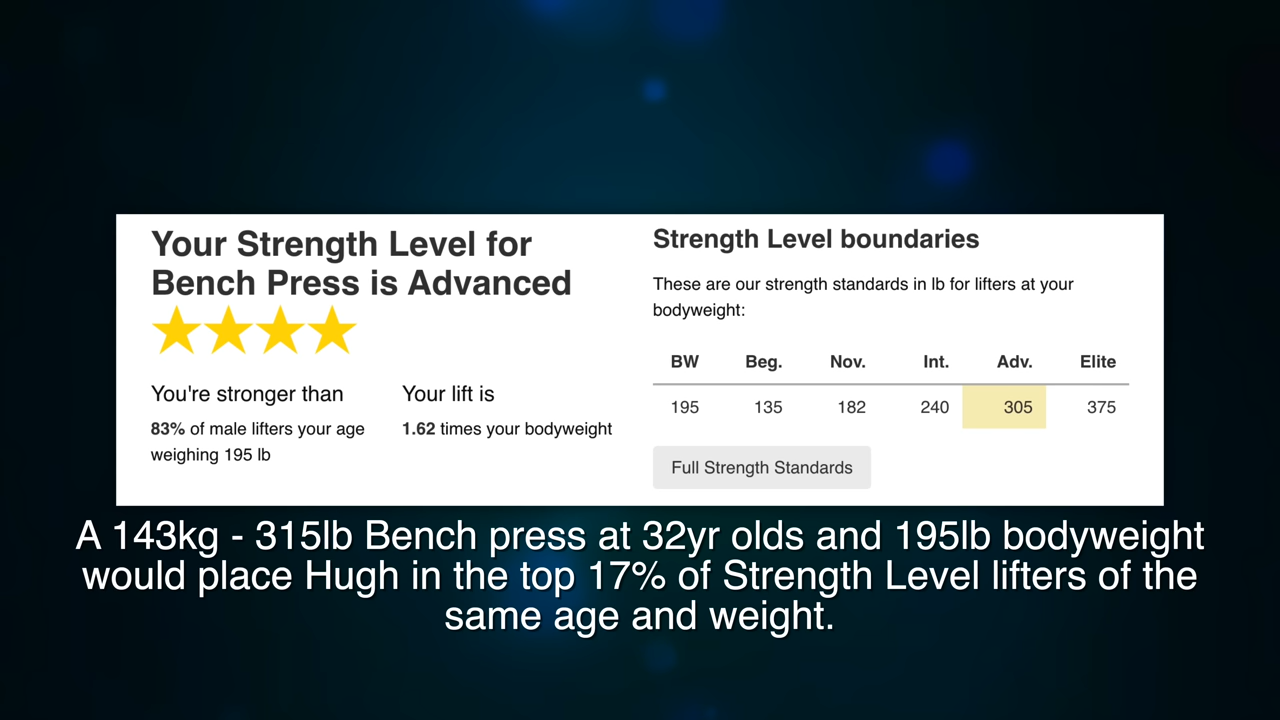 Your Strength Level for
Bench Press is Advanced
You're stronger than
83% of male lifters your age
weighing 195 lb
Your lift is
1.62 times your bodyweight
Strength Level boundaries
These are our strength standards in lb for lifters at your
bodyweight:
BW Beg. Nov. Int. Adv. Elite
195 135 182 240 305 375
Full Strength Standards
A 143kg - 315lb Bench press at 32yr olds and 195lb bodyweight
would place Hugh in the top 17% of Strength Level lifters of the
same age and weight.